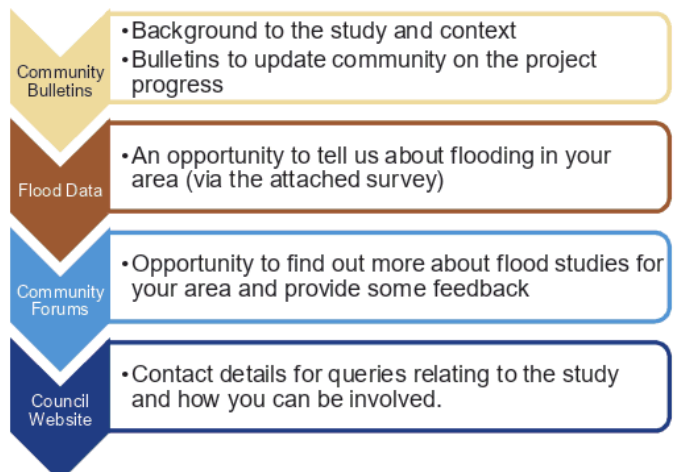 Community
Bulletins
•Background to the study and context
•Bulletins to update community on the project
progress
Flood Data
•An opportunity to tell us about flooding in your
area (via the attached survey)
Community
Forums
•Opportunity to find out more about flood studies for
your area and provide some feedback
Council
Website
•Contact details for queries relating to the study
and how you can be involved.